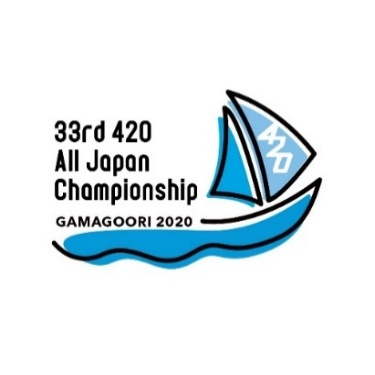 33rd 420
All Japan
Championship
GAMAGOORI 2020
420